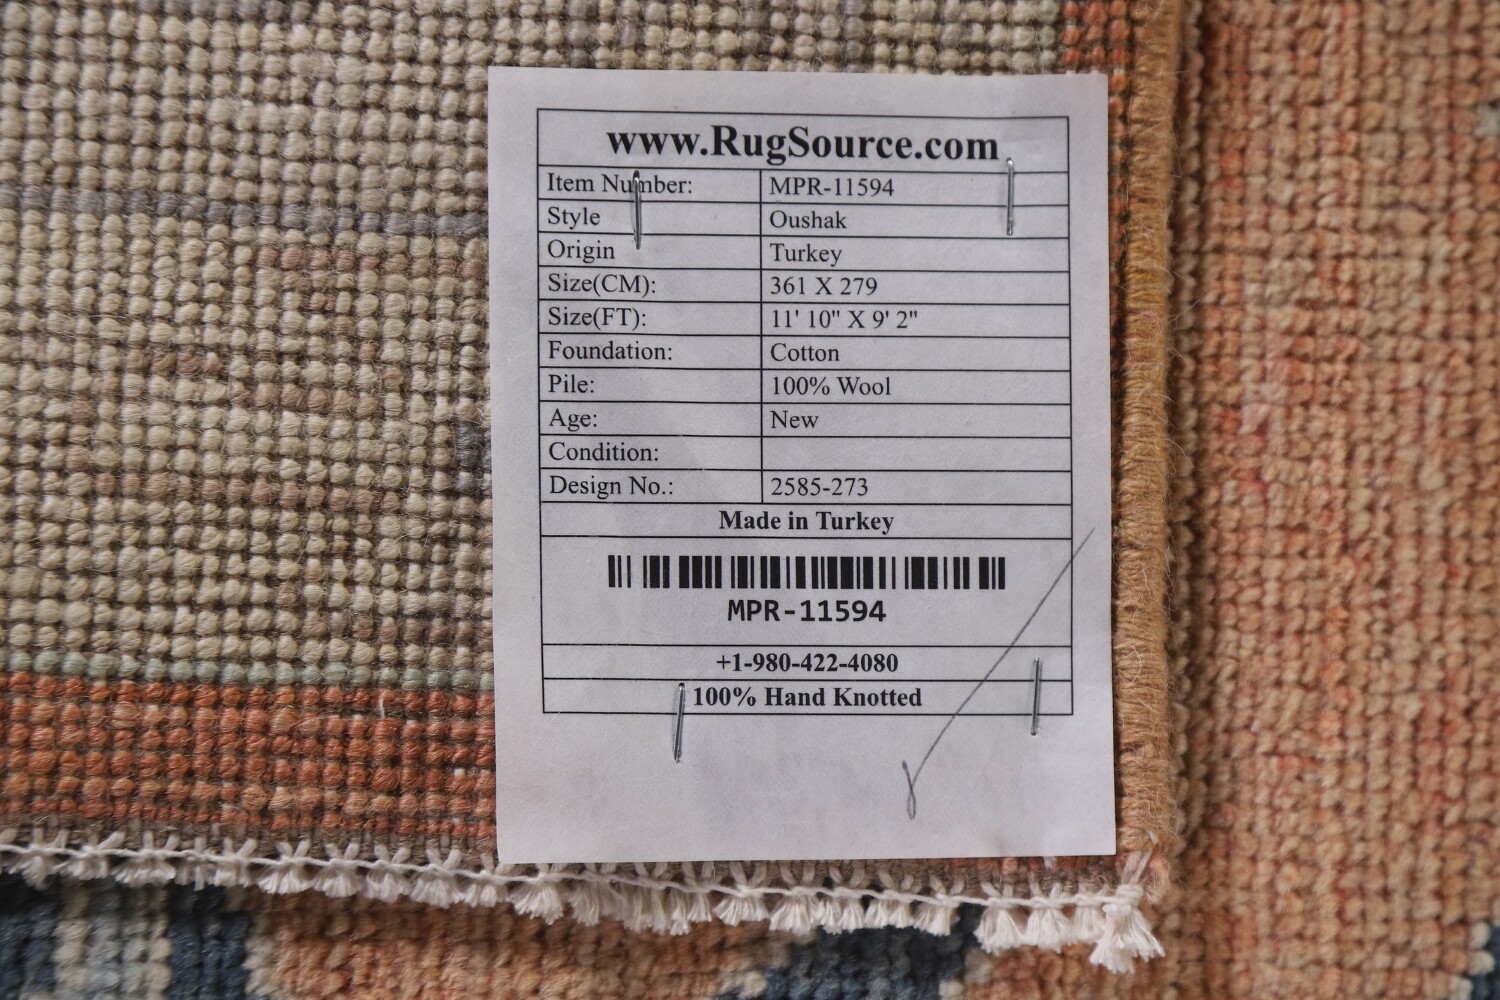 www.RugSource.com
Item Number: MPR-11594
Style Oushak
Origin Turkey
Size(CM): 361 X 279
Size(FT): 11' 10" X 9' 2"
Foundation: Cotton
Pile: 100% Wool
Age: New
Condition:
Design No.: 2585-273
Made in Turkey
MPR-11594
+1-980-422-4080
100% Hand Knotted